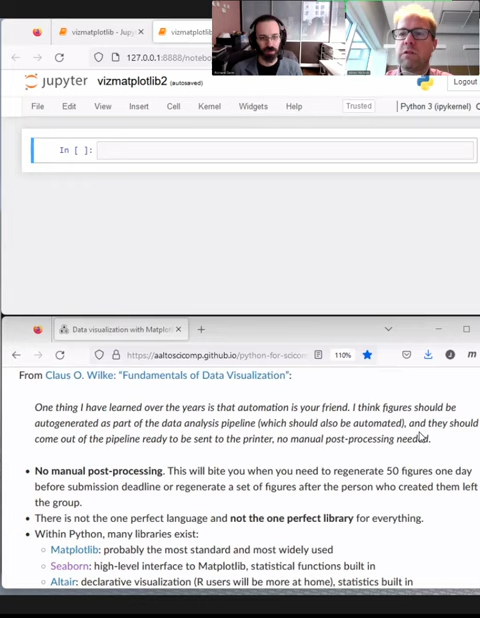 vizmatplotlib - Jupy
vizmatplotl
127.0.0.1:8888/notebo
jupyter vizmatplotlib2 (autosaved)
Logout
File Edit View Insert Cell Kernel Widgets Help Trusted Python 3 (ipykernel)
In [ ]:
Data visualization with Matplotl
https://aaltoscicomp.github.io/python-for-scicom
110%
From Claus O. Wilke: “Fundamentals of Data Visualization”:
One thing I have learned over the years is that automation is your friend. I think figures should be
autogenerated as part of the data analysis pipeline (which should also be automated), and they should
come out of the pipeline ready to be sent to the printer, no manual post-processing needed.
• No manual post-processing. This will bite you when you need to regenerate 50 figures one day
before submission deadline or regenerate a set of figures after the person who created them left
the group.
• There is not the one perfect language and not the one perfect library for everything.
• Within Python, many libraries exist:
Matplotlib: probably the most standard and most widely used
Seaborn: high-level interface to Matplotlib, statistical functions built in
Altair: declarative visualization (R users will be more at home), statistics built in